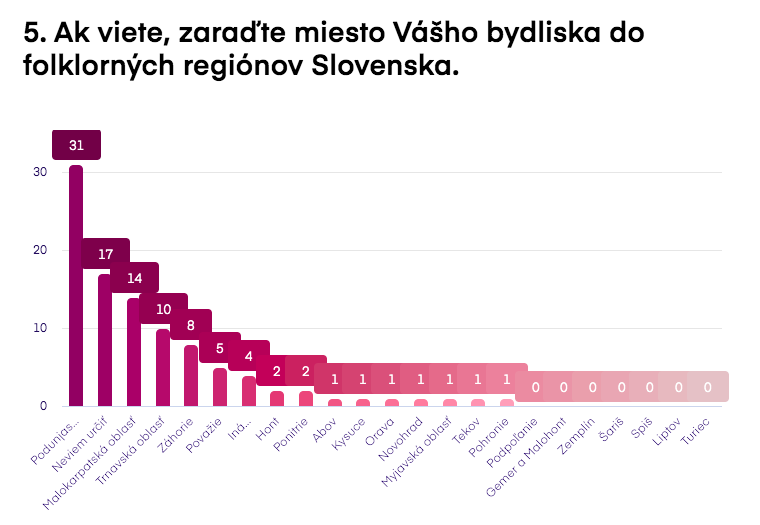 5. Ak viete, zaraďte miesto Vášho bydliska do
folklorných regiónov Slovenska.
31
30
17
20
14
10
8
10
5
4
2
2
1
1
1
1
1
1
1
0
0
0
0
0
0
0
0
Podunjas...
Neviem určiť
Malokarpatská oblasť
Trnavská oblasť
Záhorie
Považie
Iná...
Hont
Ponitrie
Abov
Kysuce
Orava
Novohrad
Myjavská oblasť
Tekov
Pohronie
Podpoľanie
Gemer a Malohont
Zemplín
Šariš
Spiš
Liptov
Turiec